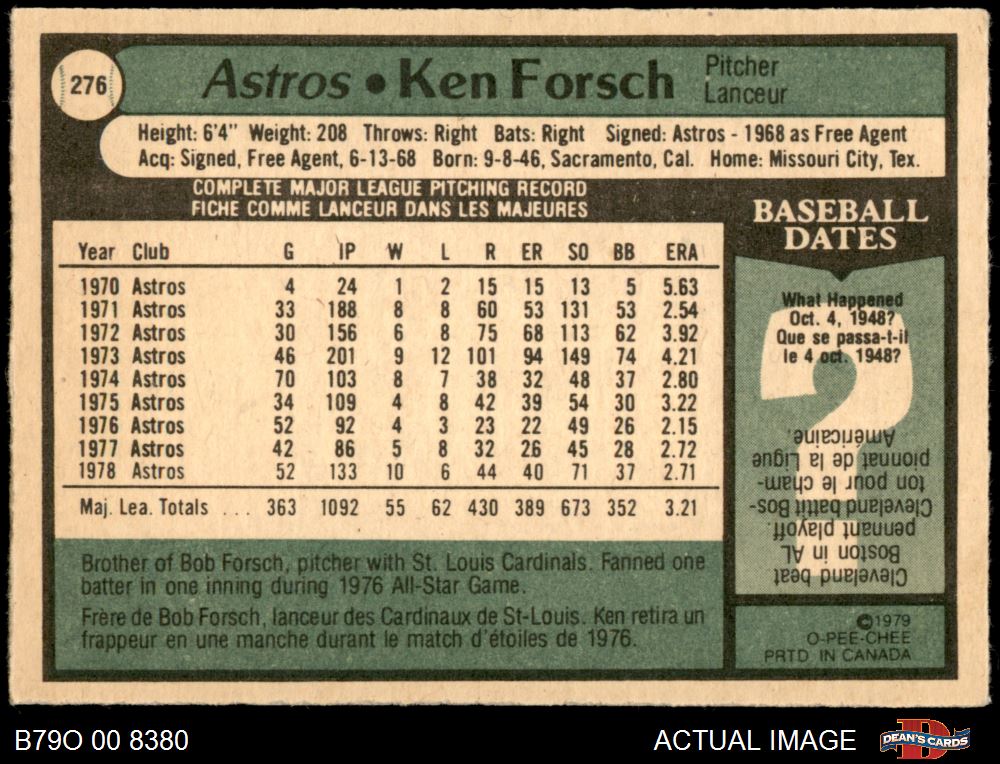 276
Astros • Ken Forsch
Pitcher
Lanceur
Height: 6'4" Weight: 208 Throws: Right Bats: Right Signed: Astros - 1968 as Free Agent
Acq: Signed, Free Agent, 6-13-68 Born: 9-8-46, Sacramento, Cal. Home: Missouri City, Tex.
COMPLETE MAJOR LEAGUE PITCHING RECORD
FICHE COMME LANCEUR DANS LES MAJEURES
Year Club G IP W L R ER SO BB ERA
1970 Astros 4 24 1 2 15 15 13 5 5.63
1971 Astros 33 188 8 8 60 53 131 53 2.54
1972 Astros 30 156 6 8 75 68 113 62 3.92
1973 Astros 46 201 9 12 101 94 149 74 4.21
1974 Astros 70 103 8 7 38 32 48 37 2.80
1975 Astros 34 109 4 8 42 39 54 30 3.22
1976 Astros 52 92 4 3 23 22 49 26 2.15
1977 Astros 42 86 5 8 32 26 45 28 2.72
1978 Astros 52 133 10 6 44 40 71 37 2.71
Maj. Lea. Totals ... 363 1092 55 62 430 389 673 352 3.21
Brother of Bob Forsch, pitcher with St. Louis Cardinals. Fanned one
batter in one inning during 1976 All-Star Game.
Frère de Bob Forsch, lanceur des Cardinaux de St-Louis. Ken retira un
frappeur en une manche durant le match d'étoiles de 1976.
BASEBALL
DATES
What Happened
Oct. 4, 1948?
Que se passa-t-il
le 4 oct. 1948?
Cleveland beat
Boston in AL
pennant playoff.
Cleveland battit Bos-
ton pour le cham-
pionnat de la Ligue
Américaine.
©1979
O-PEE-CHEE
PRTD IN CANADA
B79O 00 8380
ACTUAL IMAGE
DEAN'S CARDS